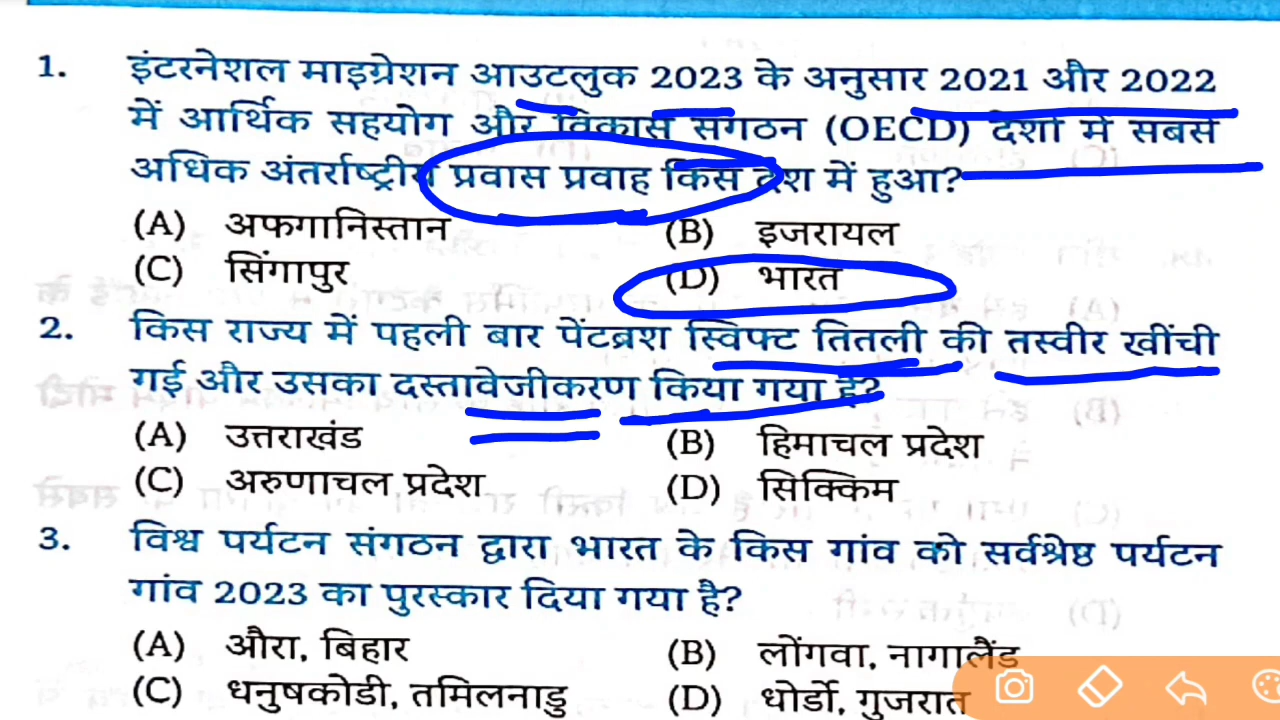 1. इंटरनेशल माइग्रेशन आउटलुक 2023 के अनुसार 2021 और 2022
में आर्थिक सहयोग और विकास संगठन (OECD) देशों में सबसे
अधिक अंतर्राष्ट्रीय प्रवास प्रवाह किस देश में हुआ?
(A) अफगानिस्तान (B) इजरायल
(C) सिंगापुर (D) भारत
2. किस राज्य में पहली बार पेंटब्रश स्विफ्ट तितली की तस्वीर खींची
गई और उसका दस्तावेजीकरण किया गया है?
(A) उत्तराखंड (B) हिमाचल प्रदेश
(C) अरुणाचल प्रदेश (D) सिक्किम
3. विश्व पर्यटन संगठन द्वारा भारत के किस गांव को सर्वश्रेष्ठ पर्यटन
गांव 2023 का पुरस्कार दिया गया है?
(A) औरा, बिहार (B) लोंगवा, नागालैंड
(C) धनुषकोडी, तमिलनाडु (D) धोर्डो, गुजरात